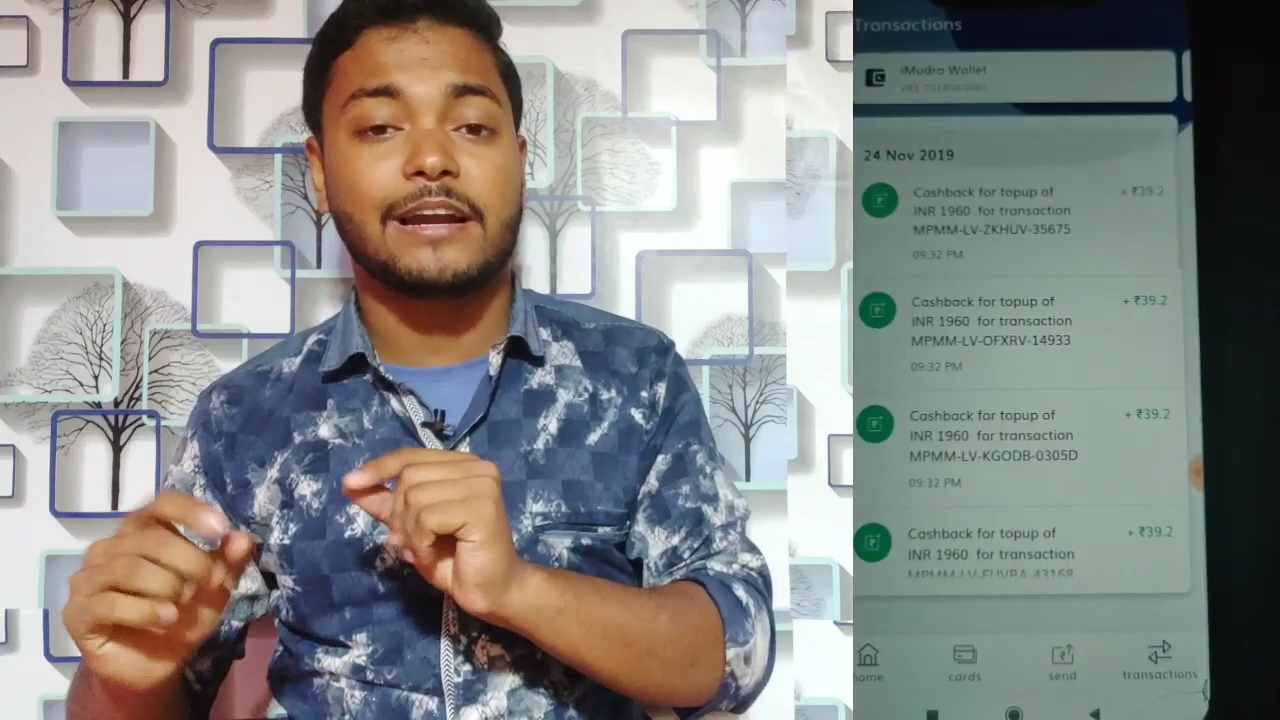 Transactions
iMudra Wallet
24 Nov 2019
Cashback for topup of + ₹39.2
INR 1960 for transaction
MPMM-LV-ZKHUV-35675
09:32 PM
Cashback for topup of + ₹39.2
INR 1960 for transaction
MPMM-LV-OFXRV-14933
09:32 PM
Cashback for topup of + ₹39.2
INR 1960 for transaction
MPMM-LV-KGODB-0305D
09:32 PM
Cashback for topup of + ₹39.2
INR 1960 for transaction
home cards send transactions